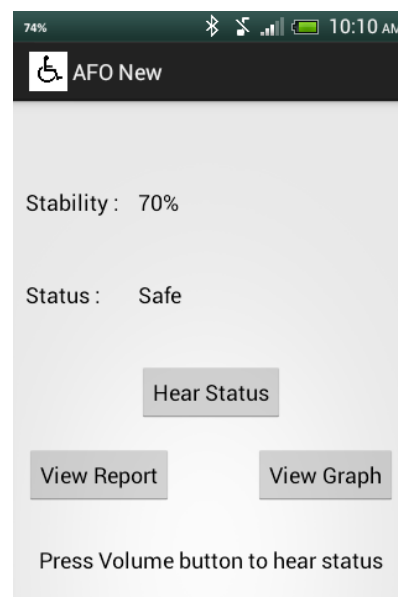 74% 10:10 AM
AFO New
Stability : 70%
Status : Safe
Hear Status
View Report View Graph
Press Volume button to hear status